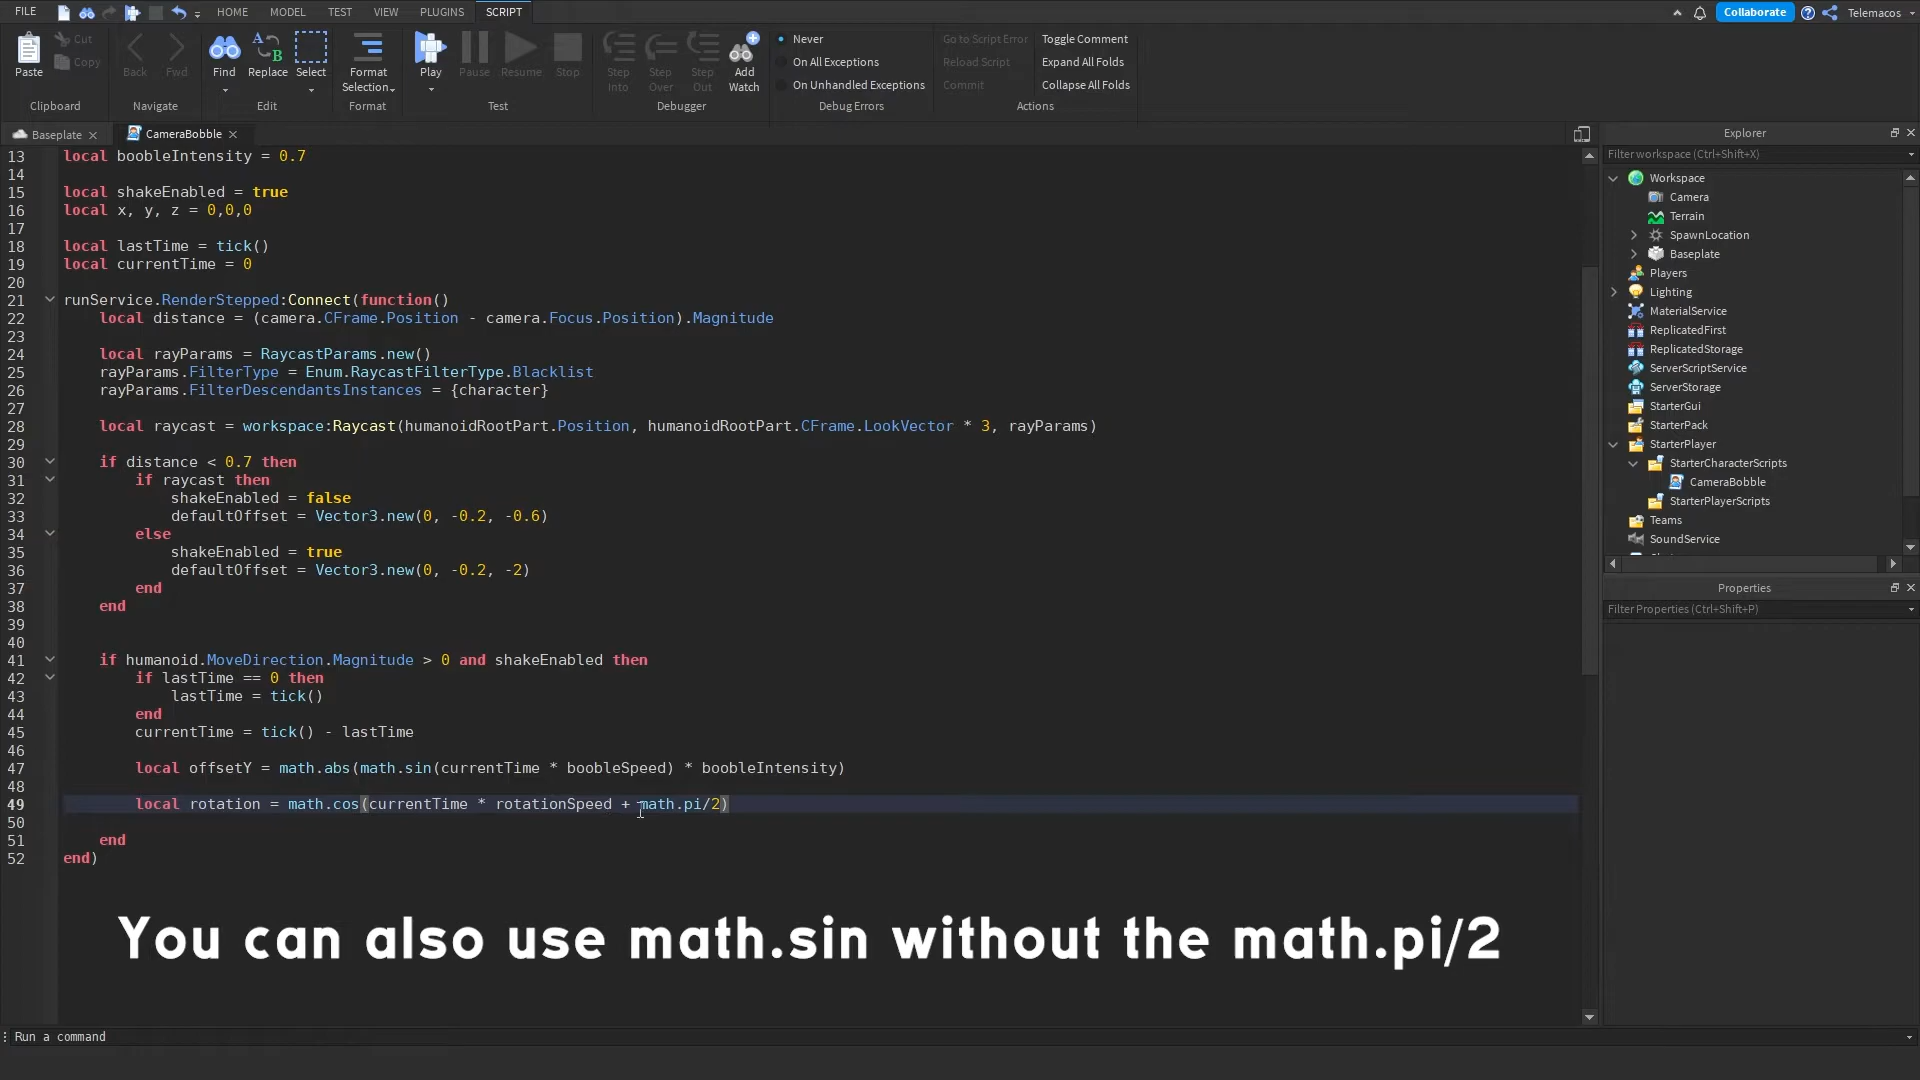 FILE HOME MODEL TEST VIEW PLUGINS SCRIPT Collaborate Telemacos
Paste Cut Copy Clipboard
Back Fwd Navigate
Find Replace Select Edit
Format Selection Format
Play Pause Resume Stop Test
Step Into Step Over Step Out Add Watch Debugger
Never
On All Exceptions
On Unhandled Exceptions
Debug Errors
Go to Script Error Toggle Comment
Reload Script Expand All Folds
Commit Collapse All Folds
Actions
Baseplate CameraBobble
13 local boobleIntensity = 0.7
14
15 local shakeEnabled = true
16 local x, y, z = 0,0,0
17
18 local lastTime = tick()
19 local currentTime = 0
20
21 runService.RenderStepped:Connect(function()
22 local distance = (camera.CFrame.Position - camera.Focus.Position).Magnitude
23
24 local rayParams = RaycastParams.new()
25 rayParams.FilterType = Enum.RaycastFilterType.Blacklist
26 rayParams.FilterDescendantsInstances = {character}
27
28 local raycast = workspace:Raycast(humanoidRootPart.Position, humanoidRootPart.CFrame.LookVector * 3, rayParams)
29
30 if distance < 0.7 then
31 if raycast then
32 shakeEnabled = false
33 defaultOffset = Vector3.new(0, -0.2, -0.6)
34 else
35 shakeEnabled = true
36 defaultOffset = Vector3.new(0, -0.2, -2)
37 end
38 end
39
40
41 if humanoid.MoveDirection.Magnitude > 0 and shakeEnabled then
42 if lastTime == 0 then
43 lastTime = tick()
44 end
45 currentTime = tick() - lastTime
46
47 local offsetY = math.abs(math.sin(currentTime * boobleSpeed) * boobleIntensity)
48
49 local rotation = math.cos(currentTime * rotationSpeed + math.pi/2)
50
51 end
52 end)
You can also use math.sin without the math.pi/2
Run a command
Explorer
Filter workspace (Ctrl+Shift+X)
Workspace
Camera
Terrain
SpawnLocation
Baseplate
Players
Lighting
MaterialService
ReplicatedFirst
ReplicatedStorage
ServerScriptService
ServerStorage
StarterGui
StarterPack
StarterPlayer
StarterCharacterScripts
CameraBobble
StarterPlayerScripts
Teams
SoundService
Properties
Filter Properties (Ctrl+Shift+P)